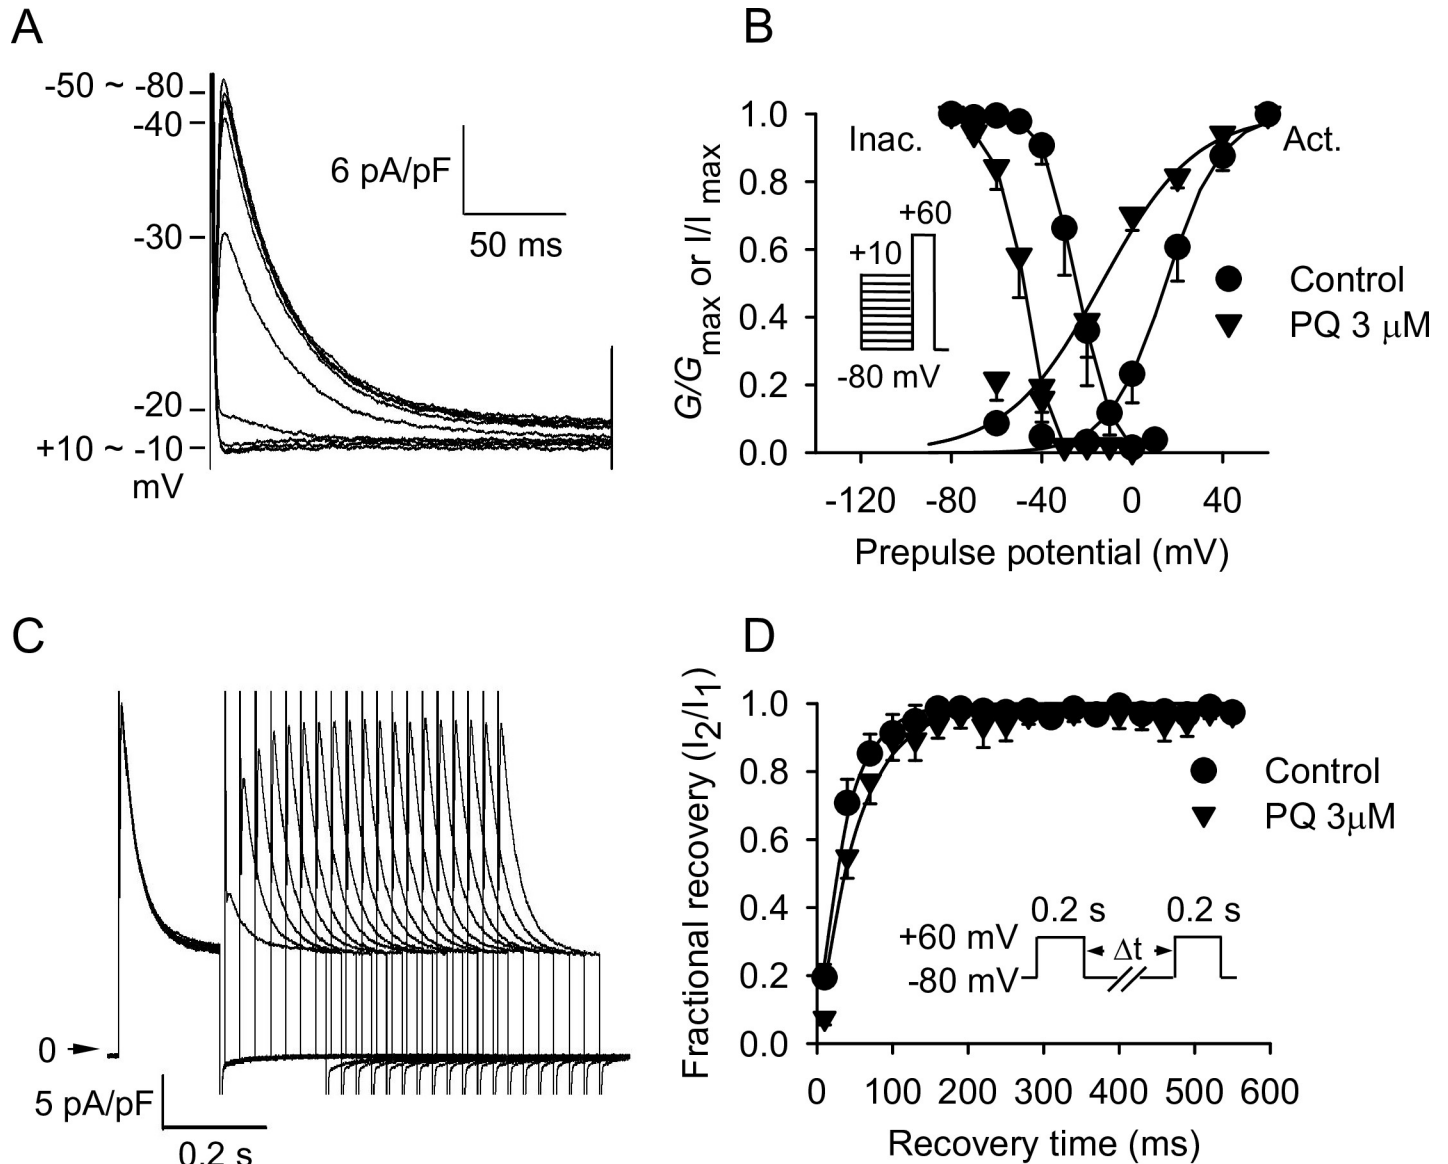 A
-50 ~ -80
-40
-30
-20
+10 ~ -10
mV
6 pA/pF
50 ms
B
G/Gmax or I/Imax
1.0
0.8
0.6
0.4
0.2
0.0
Inac.
Act.
+60
+10
-80 mV
Control
PQ 3 μM
-120 -80 -40 0 40
Prepulse potential (mV)
C
0
5 pA/pF
0.2 s
D
Fractional recovery (I2/I1)
1.0
0.8
0.6
0.4
0.2
0.0
Control
PQ 3μM
0.2 s 0.2 s
+60 mV
Δt
-80 mV
0 100 200 300 400 500 600
Recovery time (ms)